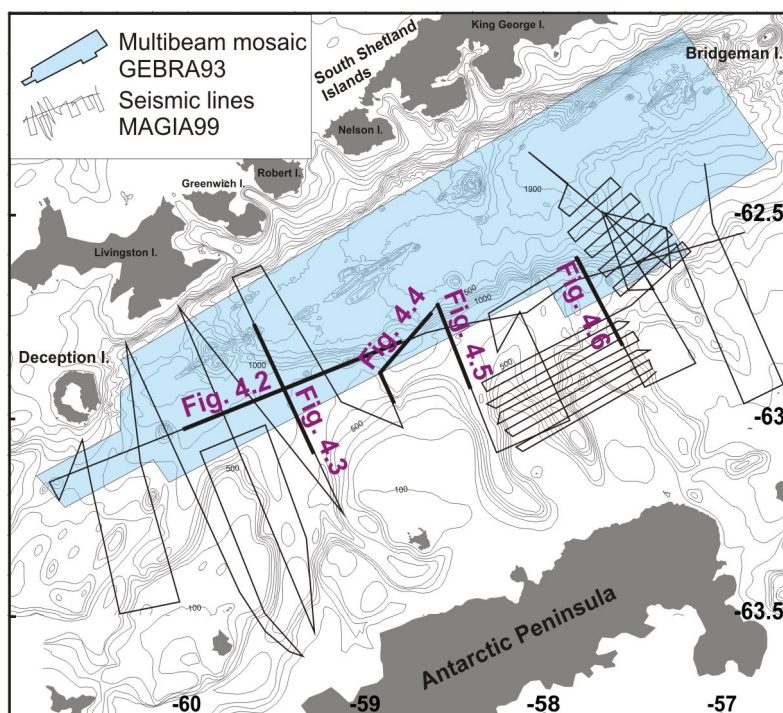 Multibeam mosaic
GEBRA93
Seismic lines
MAGIA99
King George I.
South Shetland
Islands
Bridgeman I.
Nelson I.
Robert I.
Greenwich I.
1900
-62.5
Livingston I.
Fig. 4.4
Fig. 4.5
500
1000
Fig. 4.6
Deception I.
1000
500
Fig. 4.2
Fig. 4.3
-63
500
500
100
100
-63.5
Antarctic Peninsula
-60
-59
-58
-57